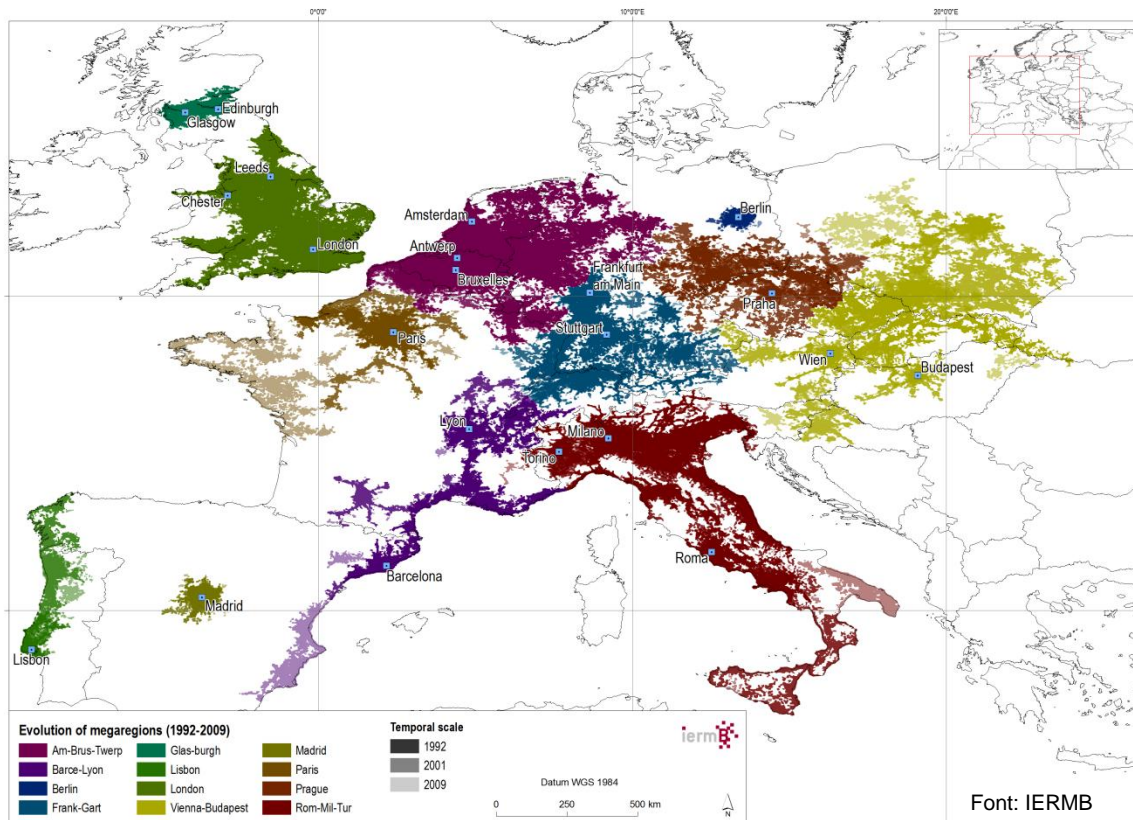 0°0'0"
10°0'0"E
20°0'0"E
Edinburgh
Glasgow
Leeds
Chester
London
Amsterdam
Antwerp
Bruxelles
Berlin
Frankfurt
am Main
Praha
Stuttgart
Paris
Wien
Budapest
Lyon
Milano
Torino
Roma
Barcelona
Madrid
Lisbon
Evolution of megaregions (1992-2009)
Am-Brus-Twerp
Barce-Lyon
Berlin
Frank-Gart
Glas-burgh
Lisbon
London
Vienna-Budapest
Madrid
Paris
Prague
Rom-Mil-Tur
Temporal scale
1992
2001
2009
iermB
Datum WGS 1984
0 250 500 km
N
Font: IERMB